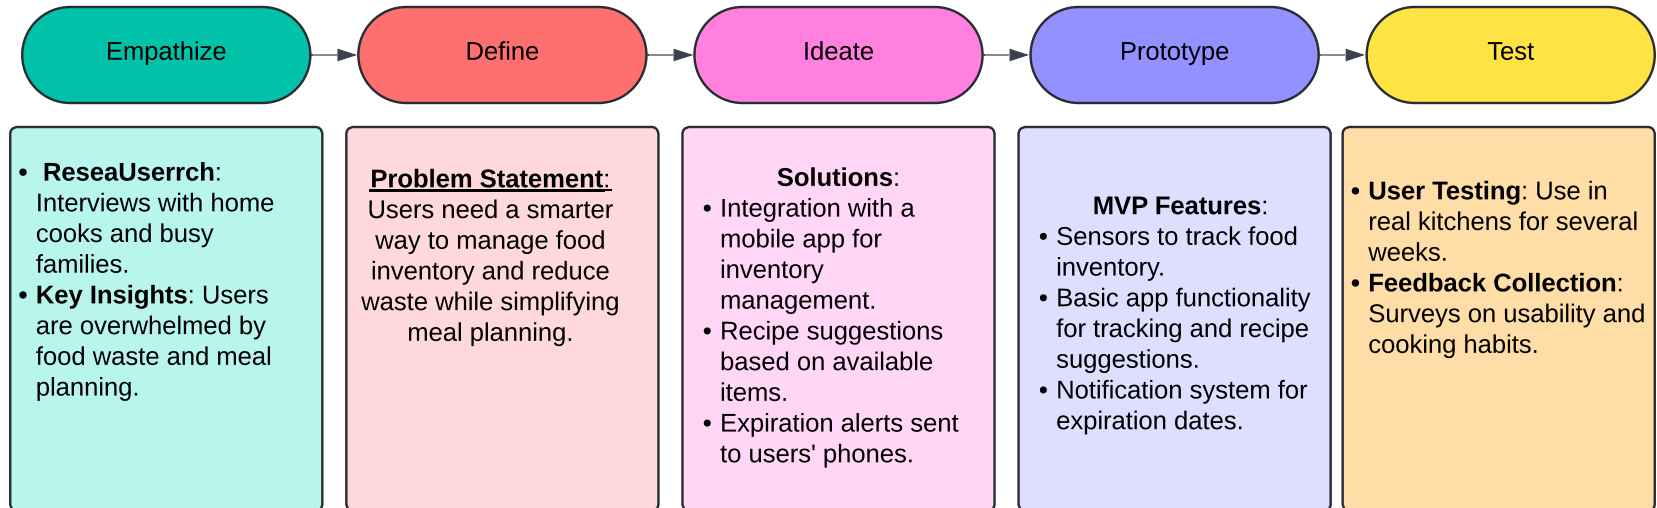 Empathize
Define
Ideate
Prototype
Test
• ReseaUserrch:
Interviews with home
cooks and busy
families.
• Key Insights: Users
are overwhelmed by
food waste and meal
planning.
Problem Statement:
Users need a smarter
way to manage food
inventory and reduce
waste while simplifying
meal planning.
Solutions:
• Integration with a
mobile app for
inventory
management.
• Recipe suggestions
based on available
items.
• Expiration alerts sent
to users' phones.
MVP Features:
• Sensors to track food
inventory.
• Basic app functionality
for tracking and recipe
suggestions.
• Notification system for
expiration dates.
• User Testing: Use in
real kitchens for several
weeks.
• Feedback Collection:
Surveys on usability and
cooking habits.